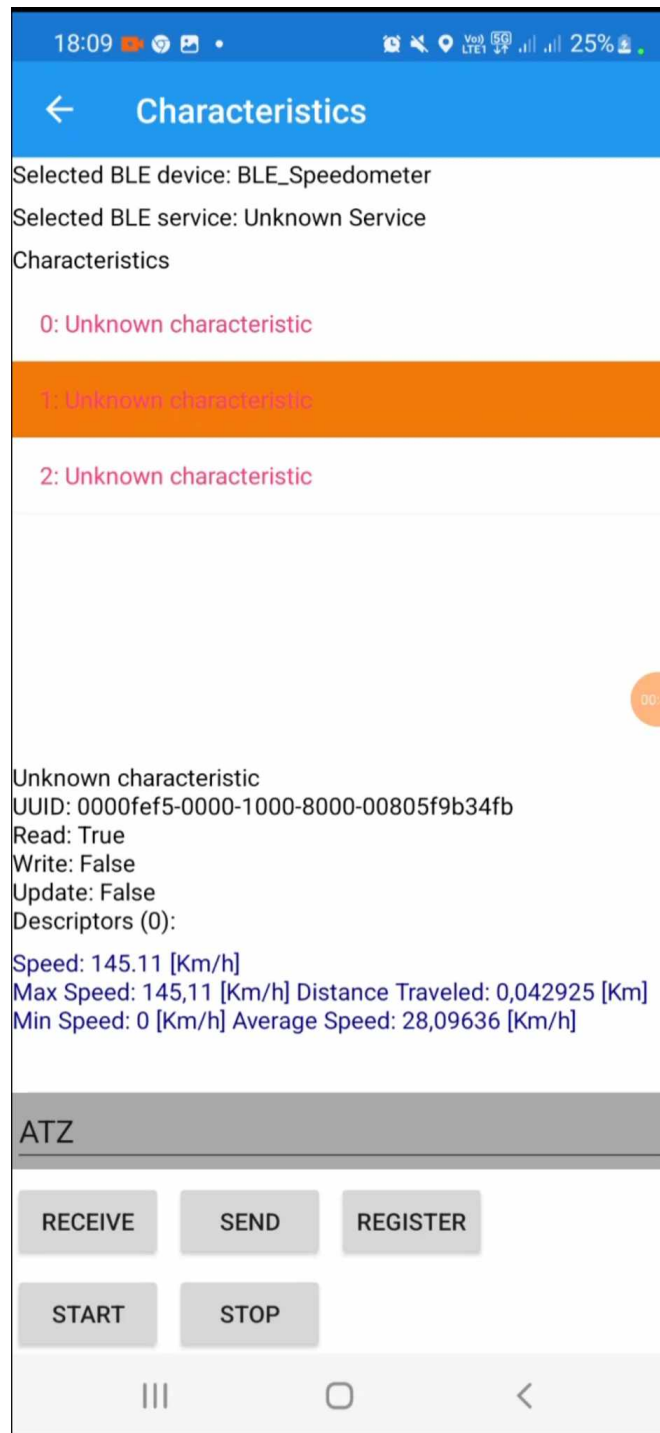 18:09 25%
Characteristics
Selected BLE device: BLE_Speedometer
Selected BLE service: Unknown Service
Characteristics
0: Unknown characteristic
1: Unknown characteristic
2: Unknown characteristic
00:
Unknown characteristic
UUID: 0000fef5-0000-1000-8000-00805f9b34fb
Read: True
Write: False
Update: False
Descriptors (0):
Speed: 145.11 [Km/h]
Max Speed: 145,11 [Km/h] Distance Traveled: 0,042925 [Km]
Min Speed: 0 [Km/h] Average Speed: 28,09636 [Km/h]
ATZ
RECEIVE SEND REGISTER
START STOP